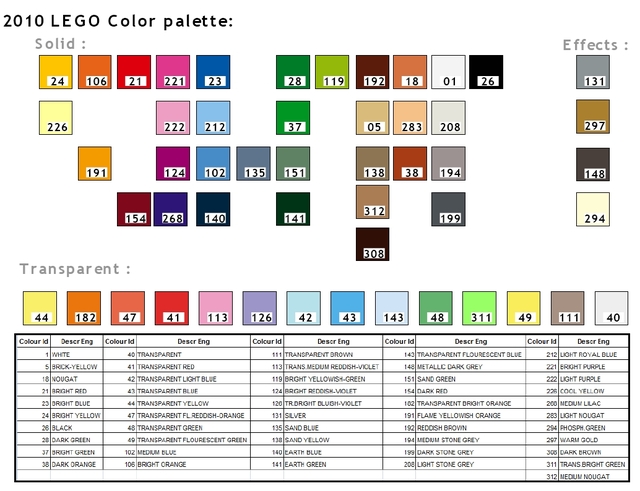 2010 LEGO Color palette:
Solid : Effects :
24 106 21 221 23 28 119 192 18 01 26 131
226 222 212 37 05 283 208 297
191 124 102 135 151 138 38 194 148
154 268 140 141 312 199 294
308
Transparent :
44 182 47 41 113 126 42 43 143 48 311 49 111 40
Colour Id Descr Eng Colour Id Descr Eng Colour Id Descr Eng Colour Id Descr Eng Colour Id Descr Eng
1 WHITE 40 TRANSPARENT 111 TRANSPARENT BROWN 143 TRANSPARENT FLOURESCENT BLUE 212 LIGHT ROYAL BLUE
5 BRICK-YELLOW 41 TRANSPARENT RED 113 TRANS.MEDIUM REDDISH-VIOLET 148 METALLIC DARK GREY 221 BRIGHT PURPLE
18 NOUGAT 42 TRANSPARENT LIGHT BLUE 119 BRIGHT YELLOWISH-GREEN 151 SAND GREEN 222 LIGHT PURPLE
21 BRIGHT RED 43 TRANSPARENT BLUE 124 BRIGHT REDDISH-VIOLET 154 DARK RED 226 COOL YELLOW
23 BRIGHT BLUE 44 TRANSPARENT YELLOW 126 TR.BRIGHT BLUISH-VIOLET 182 TRANSPARENT BRIGHT ORANGE 268 MEDIUM LILAC
24 BRIGHT YELLOW 47 TRANSPARENT FL.REDDISH-ORANGE 131 SILVER 191 FLAME YELLOWISH ORANGE 283 LIGHT NOUGAT
26 BLACK 48 TRANSPARENT GREEN 135 SAND BLUE 192 REDDISH BROWN 294 PHOSPH.GREEN
28 DARK GREEN 49 TRANSPARENT FLOURESCENT GREEN 138 SAND YELLOW 194 MEDIUM STONE GREY 297 WARM GOLD
37 BRIGHT GREEN 102 MEDIUM BLUE 140 EARTH BLUE 199 DARK STONE GREY 308 DARK BROWN
38 DARK ORANGE 106 BRIGHT ORANGE 141 EARTH GREEN 208 LIGHT STONE GREY 311 TRANS.BRIGHT GREEN
312 MEDIUM NOUGAT